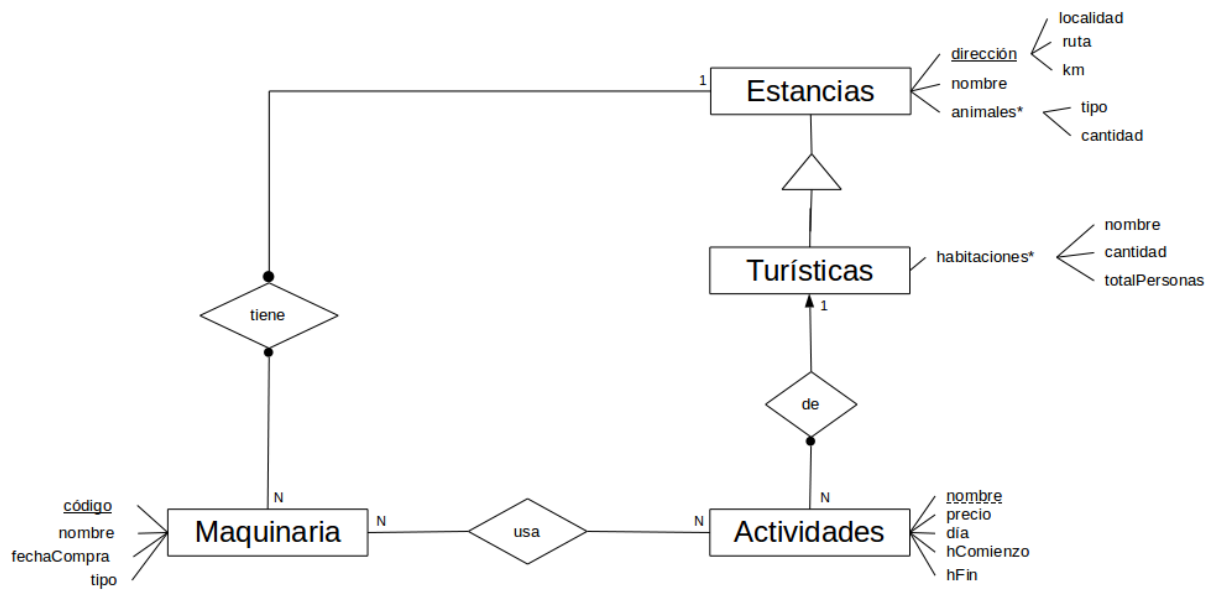 localidad
ruta
km
dirección
nombre
animales*
tipo
cantidad
1
Estancias
Turísticas
habitaciones*
nombre
cantidad
totalPersonas
1
tiene
de
N
N
código
nombre
fechaCompra
tipo
Maquinaria
N
usa
N
Actividades
nombre
precio
día
hComienzo
hFin